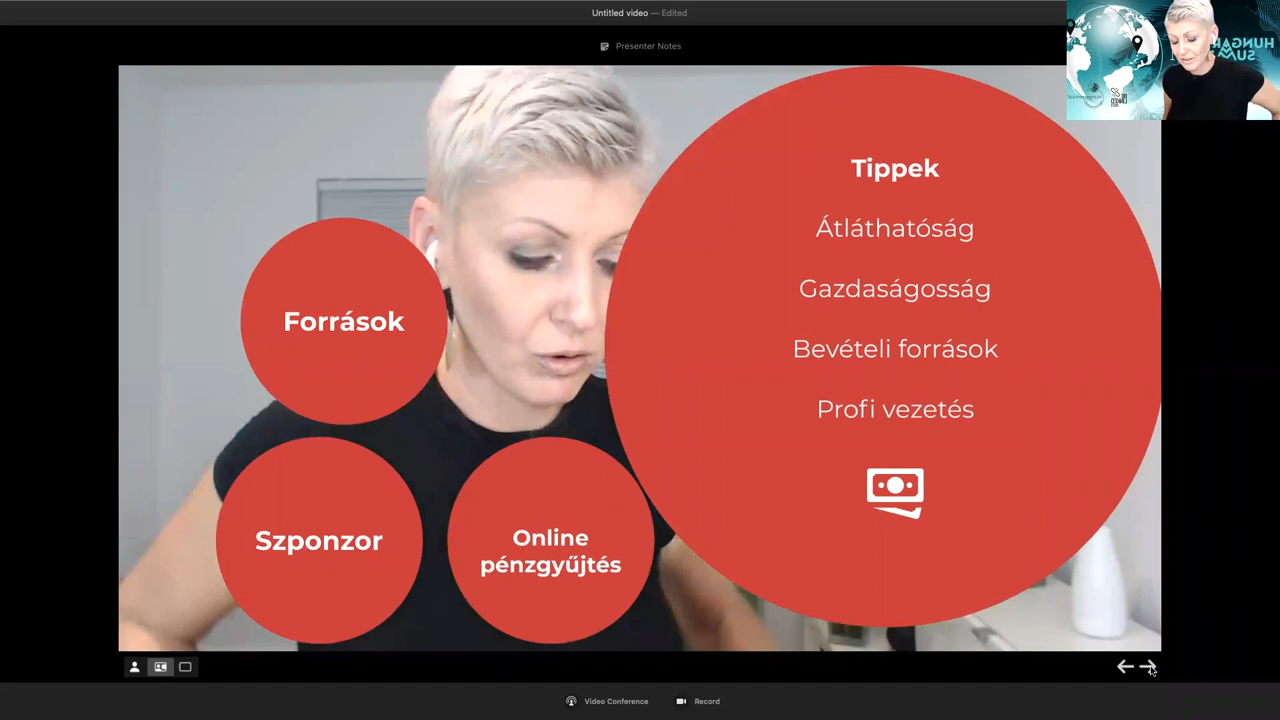 Untitled video — Edited
Presenter Notes
Tippek
Átláthatóság
Gazdaságosság
Bevételi források
Profi vezetés
Források
Szponzor
Online
pénzgyűjtés
Video Conference
Record